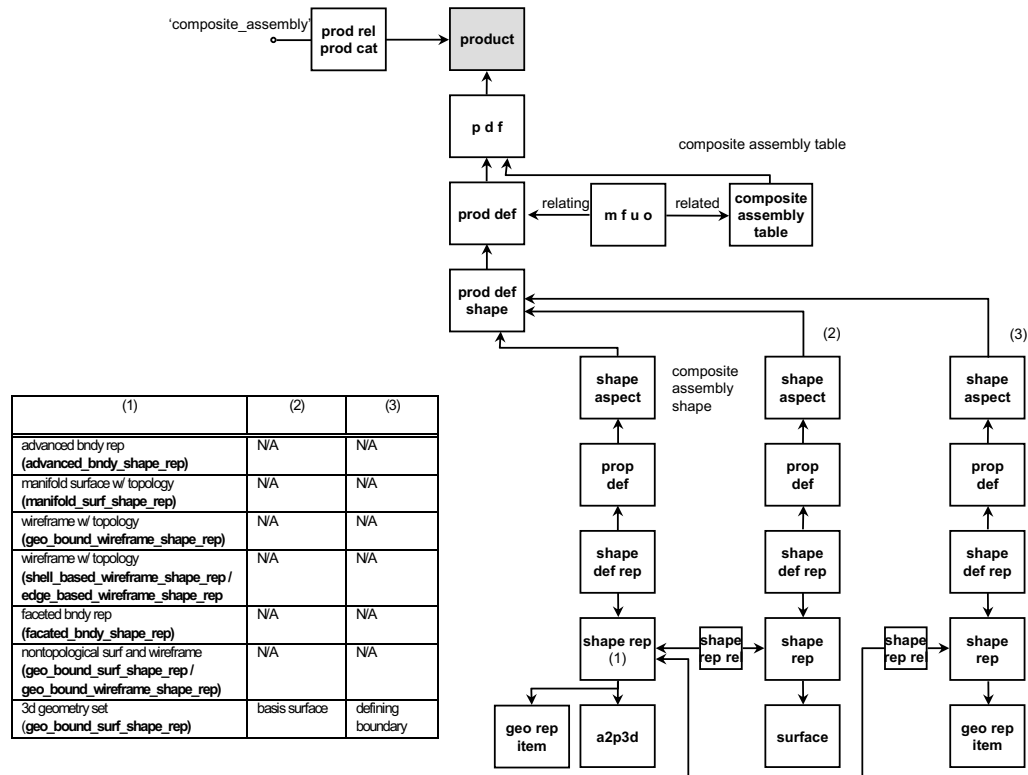 'composite_assembly'
prod rel
prod cat
product
p d f
composite assembly table
prod def
relating
m f u o
related
composite
assembly
table
prod def
shape
(2)
(3)
shape
aspect
composite
assembly
shape
shape
aspect
shape
aspect
prop
def
prop
def
prop
def
shape
def rep
shape
def rep
shape
def rep
shape rep
(1)
shape
rep rel
shape
rep
shape
rep rel
shape
rep
geo rep
item
a2p3d
surface
geo rep
item
(1) (2) (3)
advanced bndy rep N/A N/A
(advanced_bndy_shape_rep)
manifold surface w/ topology N/A N/A
(manifold_surf_shape_rep)
wireframe w/ topology N/A N/A
(geo_bound_wireframe_shape_rep)
wireframe w/ topology N/A N/A
(shell_based_wireframe_shape_rep /
edge_based_wireframe_shape_rep
faceted bndy rep N/A N/A
(facated_bndy_shape_rep)
nontopological surf and wireframe N/A N/A
(geo_bound_surf_shape_rep /
geo_bound_wireframe_shape_rep)
3d geometry set basis surface defining
(geo_bound_surf_shape_rep) boundary